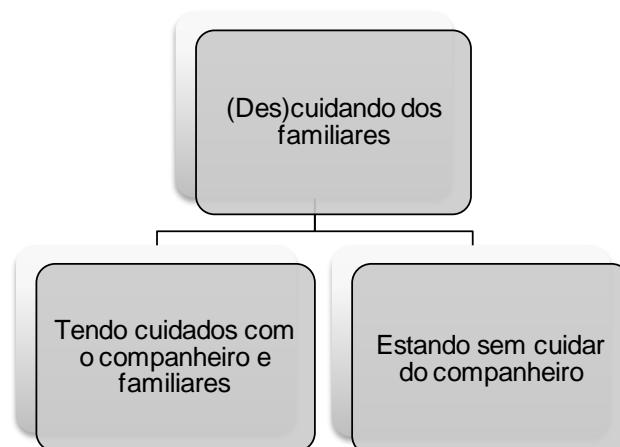 (Des)cuidando dos
familiares
Tendo cuidados com
o companheiro e
familiares
Estando sem cuidar
do companheiro